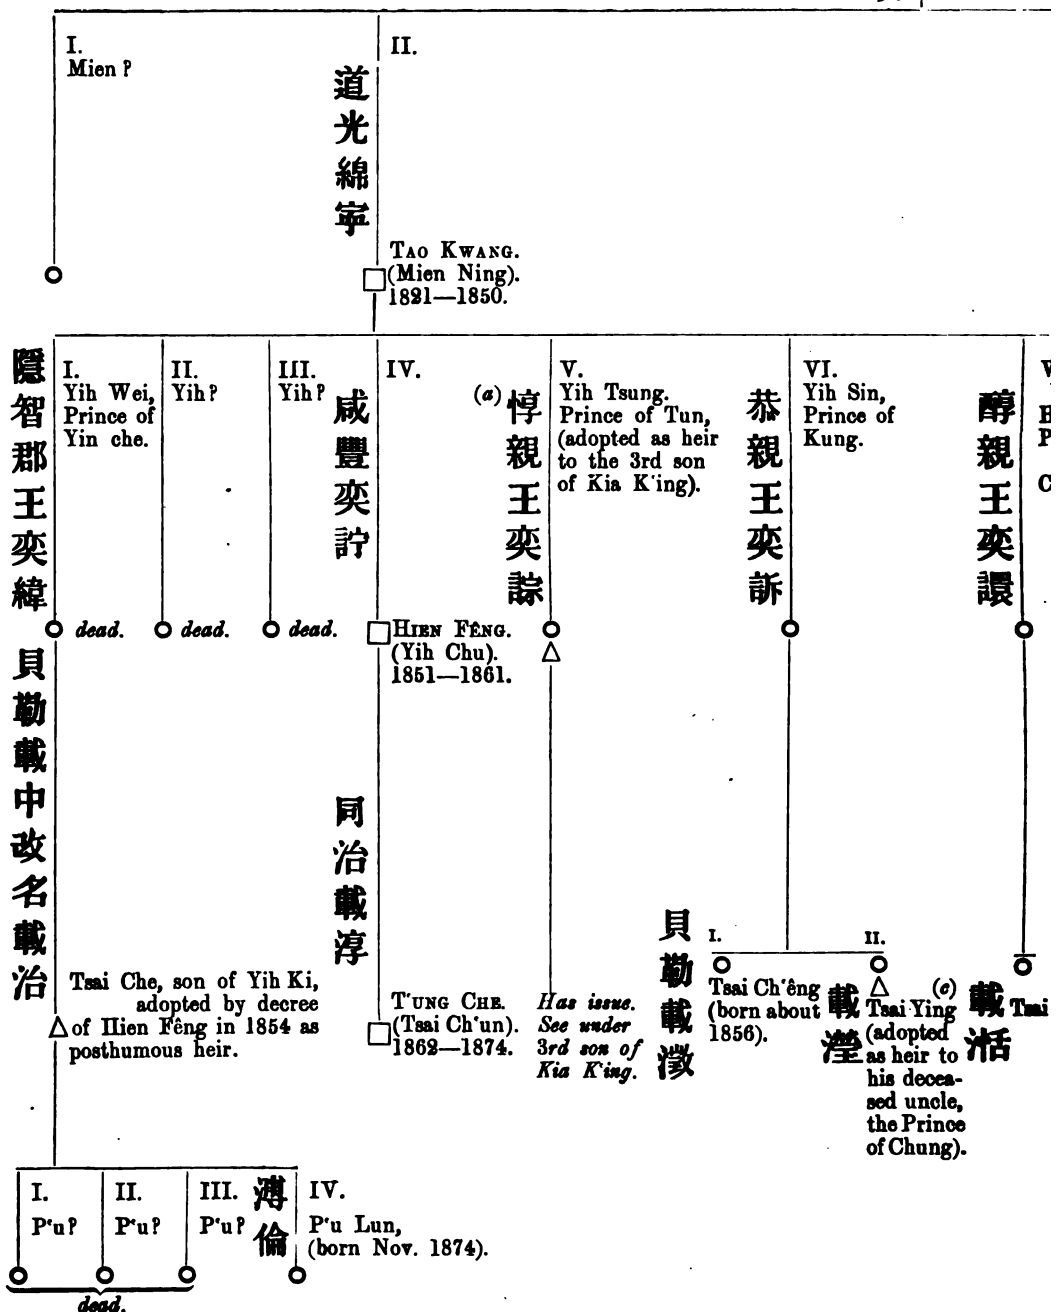 I.
Mien?
道光綿寜
II.
TAO KWANG.
(Mien Ning).
1821—1850.
隱智郡王奕緯
I.
Yih Wei,
Prince of
Yin che.
dead.
II.
Yih?
dead.
III.
Yih?
dead.
咸豐奕詝
IV.
HIEN FÊNG.
(Yih Chu).
1851—1861.
(a)
惇親王奕誴
V.
Yih Tsung.
Prince of Tun,
(adopted as heir
to the 3rd son
of Kia K‘ing).
恭親王奕訴
VI.
Yih Sin,
Prince of
Kung.
醇親王奕譞
貝勒載中改名載治
Tsai Che, son of Yih Ki,
adopted by decree
of Hien Fêng in 1854 as
posthumous heir.
同治載淳
T‘UNG CHE.
(Tsai Ch‘un).
1862—1874.
Has issue.
See under
3rd son of
Kia K‘ing.
貝勒載澂
I.
Tsai Ch‘êng
(born about
1856).
載瀅
II.
Tsai Ying
(adopted
as heir to
his decea-
sed uncle,
the Prince
of Chung).
(c)
載湉
Tsai
I.
P‘u?
II.
P‘u?
III.
P‘u?
dead.
溥倫
IV.
P‘u Lun,
(born Nov. 1874).